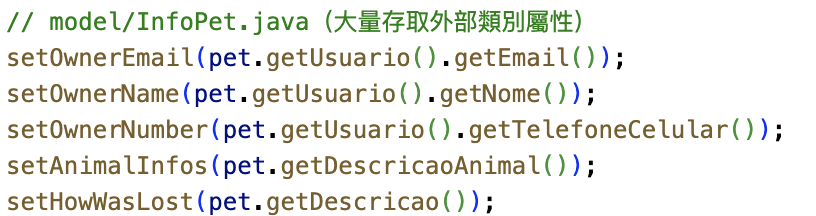 // model/InfoPet.java（大量存取外部類別屬性）
setOwnerEmail(pet.getUsuario().getEmail());
setOwnerName(pet.getUsuario().getNome());
setOwnerNumber(pet.getUsuario().getTelefoneCelular());
setAnimalInfos(pet.getDescricaoAnimal());
setHowWasLost(pet.getDescricao());